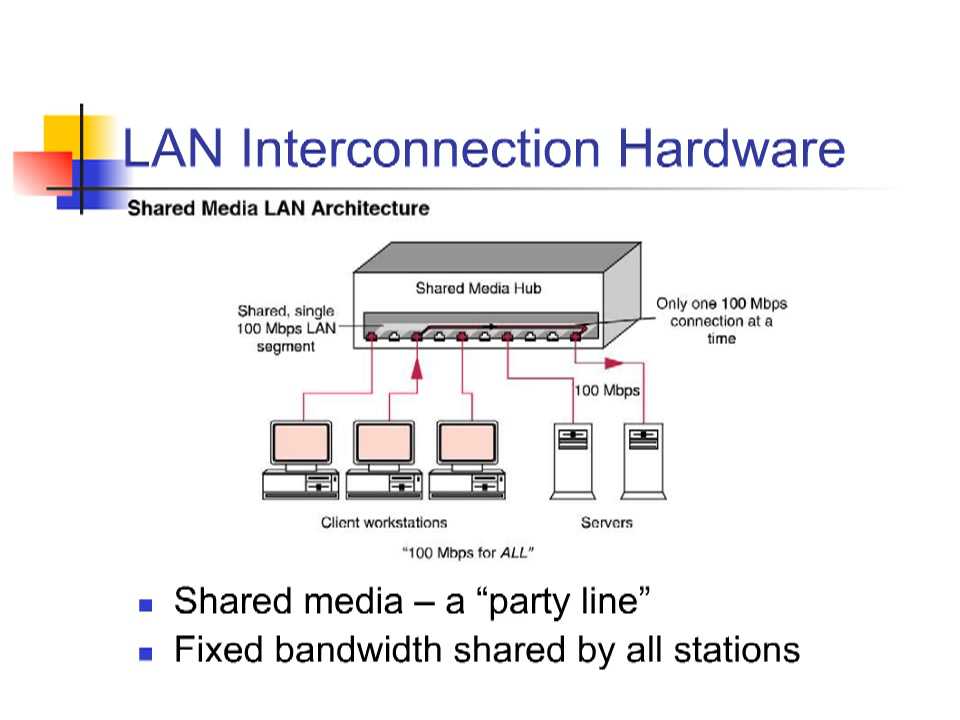 LAN Interconnection Hardware
Shared Media LAN Architecture
Shared Media Hub
Shared, single
100 Mbps LAN
segment
Only one 100 Mbps
connection at a
time
100 Mbps
Client workstations
Servers
“100 Mbps for ALL”
Shared media – a “party line”
Fixed bandwidth shared by all stations